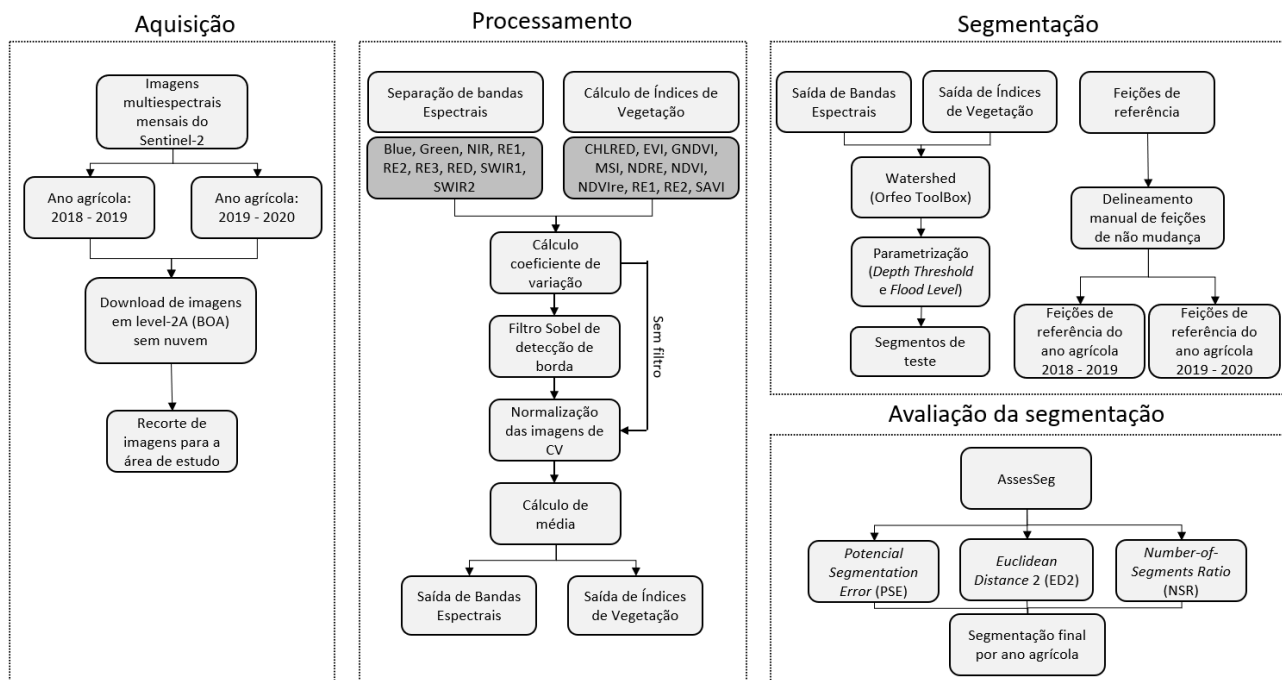 Aquisição
Imagens
multiespectrais
mensais do
Sentinel-2
Ano agrícola:
2018 - 2019
Ano agrícola:
2019 - 2020
Download de imagens
em level-2A (BOA)
sem nuvem
Recorte de
imagens para a
área de estudo
Processamento
Separação de bandas
Espectrais
Cálculo de Índices de
Vegetação
Blue, Green, NIR, RE1,
RE2, RE3, RED, SWIR1,
SWIR2
CHLRED, EVI, GNDVI,
MSI, NDRE, NDVI,
NDVIre, RE1, RE2, SAVI
Cálculo
coeficiente de
variação
Filtro Sobel de
detecção de
borda
Sem filtro
Normalização
das imagens de
CV
Cálculo de
média
Saída de Bandas
Espectrais
Saída de Índices
de Vegetação
Segmentação
Saída de Bandas
Espectrais
Saída de Índices
de Vegetação
Feições de
referência
Watershed
(Orfeo ToolBox)
Parametrização
(Depth Threshold
e Flood Level)
Segmentos de
teste
Delineamento
manual de feições
de não mudança
Feições de
referência do
ano agrícola
2018 - 2019
Feições de
referência do
ano agrícola
2019 - 2020
Avaliação da segmentação
AssesSeg
Potencial
Segmentation
Error (PSE)
Euclidean
Distance 2 (ED2)
Number-of-
Segments Ratio
(NSR)
Segmentação final
por ano agrícola